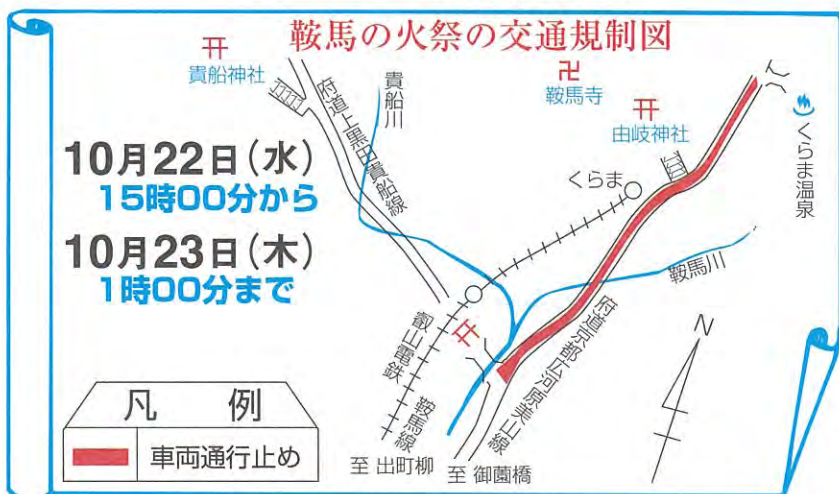 鞍馬の火祭の交通規制図
貴船神社
貴船川
鞍馬寺
由岐神社
くらま温泉
府道上黒田貴船線
10月22日(水)
15時00分から
10月23日(木)
1時00分まで
くらま
鞍馬川
叡山電鉄
鞍馬線
府道京都広河原美山線
N
凡 例
車両通行止め
至 出町柳
至 御薗橋